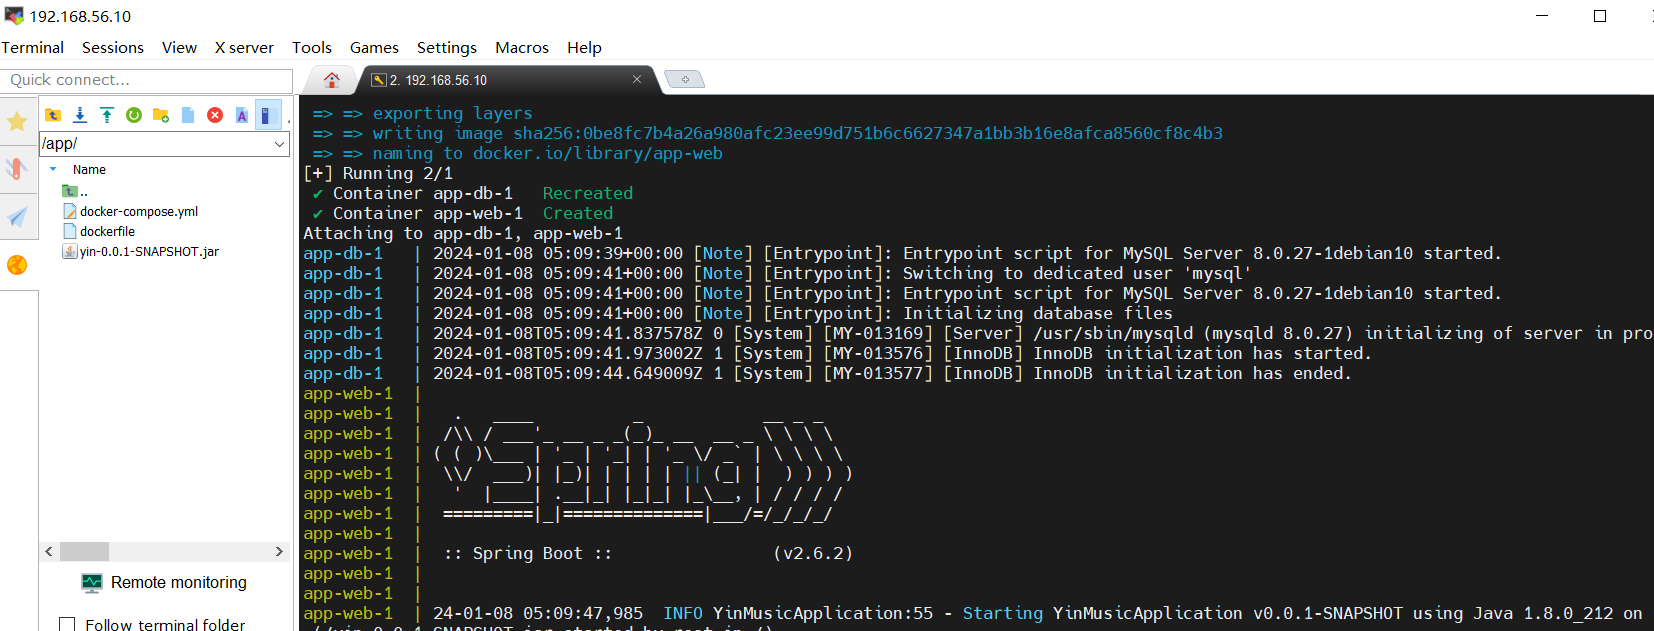 192.168.56.10
Terminal Sessions View X server Tools Games Settings Macros Help
Quick connect...
2. 192.168.56.10
/app/
Name
..
docker-compose.yml
dockerfile
yin-0.0.1-SNAPSHOT.jar
Remote monitoring
Follow terminal folder
=> => exporting layers
=> => writing image sha256:0be8fc7b4a26a980afc23ee99d751b6c6627347a1bb3b16e8afca8560cf8c4b3
=> => naming to docker.io/library/app-web
[+] Running 2/1
✔ Container app-db-1 Recreated
✔ Container app-web-1 Created
Attaching to app-db-1, app-web-1
app-db-1 | 2024-01-08 05:09:39+00:00 [Note] [Entrypoint]: Entrypoint script for MySQL Server 8.0.27-1debian10 started.
app-db-1 | 2024-01-08 05:09:41+00:00 [Note] [Entrypoint]: Switching to dedicated user 'mysql'
app-db-1 | 2024-01-08 05:09:41+00:00 [Note] [Entrypoint]: Entrypoint script for MySQL Server 8.0.27-1debian10 started.
app-db-1 | 2024-01-08 05:09:41+00:00 [Note] [Entrypoint]: Initializing database files
app-db-1 | 2024-01-08T05:09:41.837578Z 0 [System] [MY-013169] [Server] /usr/sbin/mysqld (mysqld 8.0.27) initializing of server in pro
app-db-1 | 2024-01-08T05:09:41.973002Z 1 [System] [MY-013576] [InnoDB] InnoDB initialization has started.
app-db-1 | 2024-01-08T05:09:44.649009Z 1 [System] [MY-013577] [InnoDB] InnoDB initialization has ended.
app-web-1 |
app-web-1 |   .   ____          _            __ _ _
app-web-1 |  /\\ / ___'_ __ _ _(_)_ __  __ _ \ \ \ \
app-web-1 | ( ( )\___ | '_ | '_| | '_ \/ _` | \ \ \ \
app-web-1 |  \\/  ___)| |_)| | | | | || (_| |  ) ) ) )
app-web-1 |   '  |____| .__|_| |_|_| |_\__, | / / / /
app-web-1 |  =========|_|==============|___/=/_/_/_/
app-web-1 |
app-web-1 | :: Spring Boot :: (v2.6.2)
app-web-1 |
app-web-1 |
app-web-1 | 24-01-08 05:09:47,985 INFO YinMusicApplication:55 - Starting YinMusicApplication v0.0.1-SNAPSHOT using Java 1.8.0_212 on